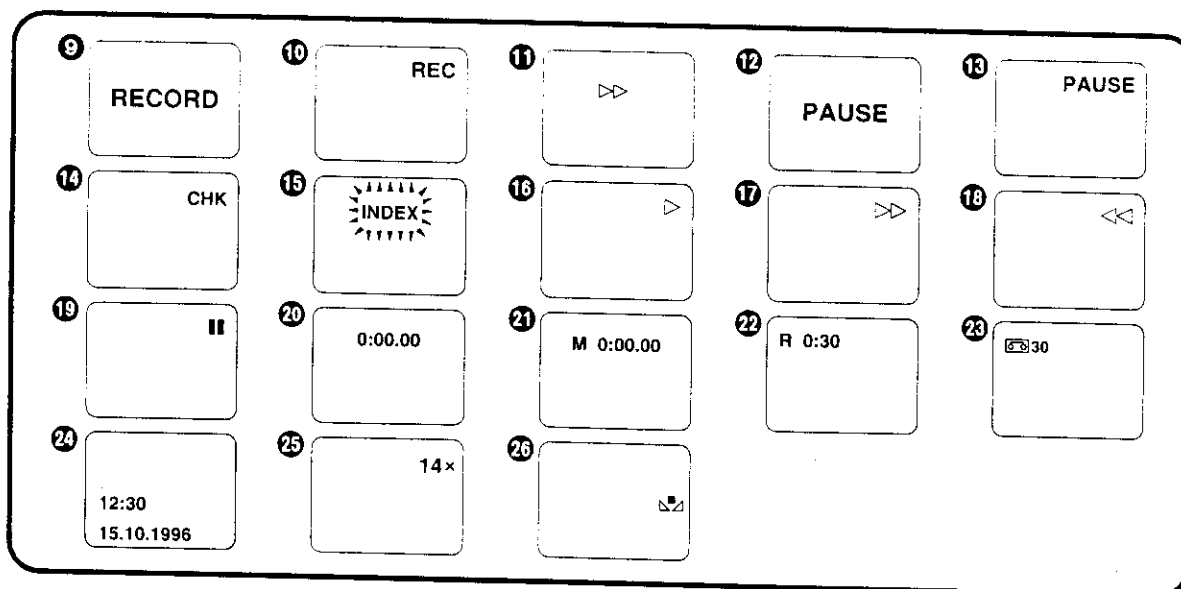 9 RECORD
10 REC
11 ▷▷
12 PAUSE
13 PAUSE
14 CHK
15 INDEX
16 ▷
17 ▷▷
18 ◁◁
19 ▮▮
20 0:00.00
21 M 0:00.00
22 R 0:30
23 30
24 12:30
15.10.1996
25 14×
26